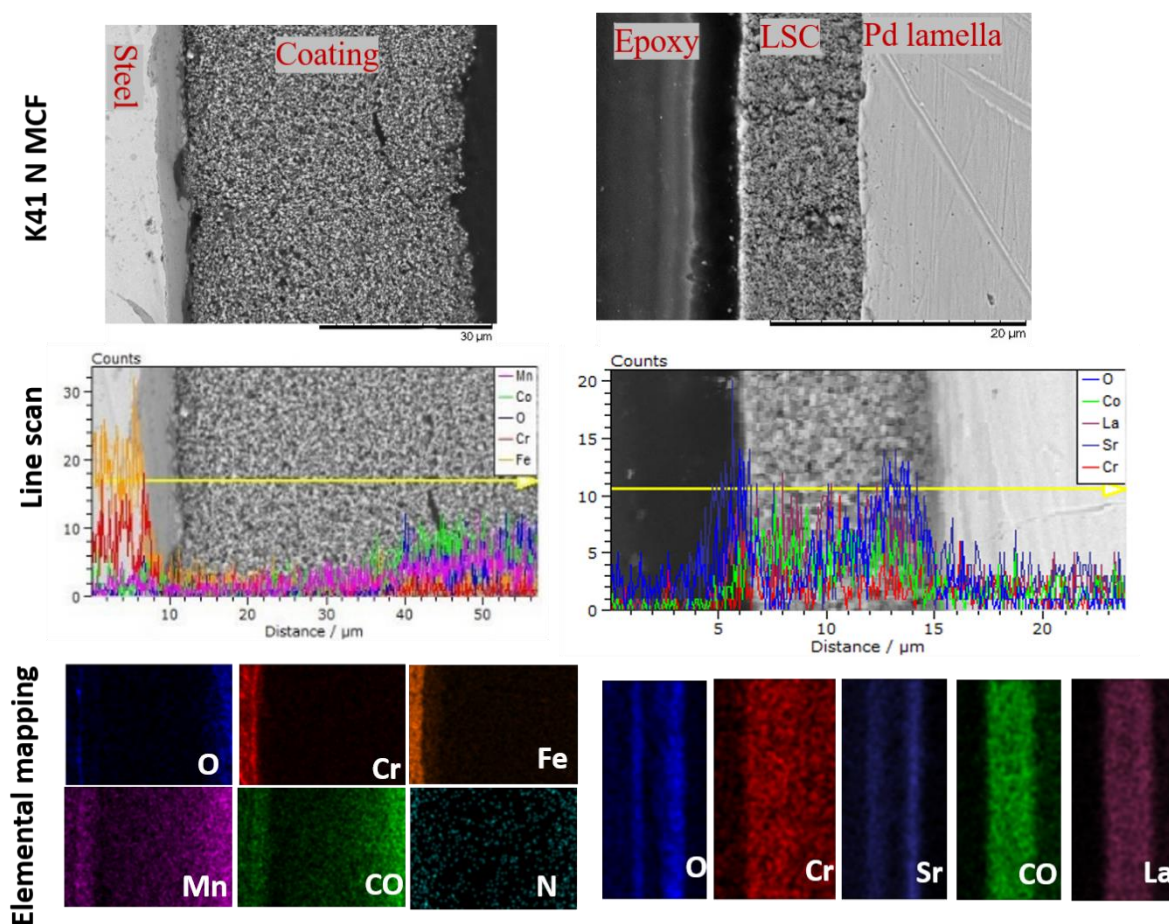 K41 N MCF
Steel
Coating
30 µm
Epoxy LSC Pd lamella
20 µm
Line scan
Counts
30
20
10
0
10 20 30 40 50
Distance / µm
Mn
Co
O
Cr
Fe
Counts
20
15
10
5
0
5 10 15 20
Distance / µm
O
Co
La
Sr
Cr
Elemental mapping
O Cr Fe
Mn CO N
O Cr Sr CO La